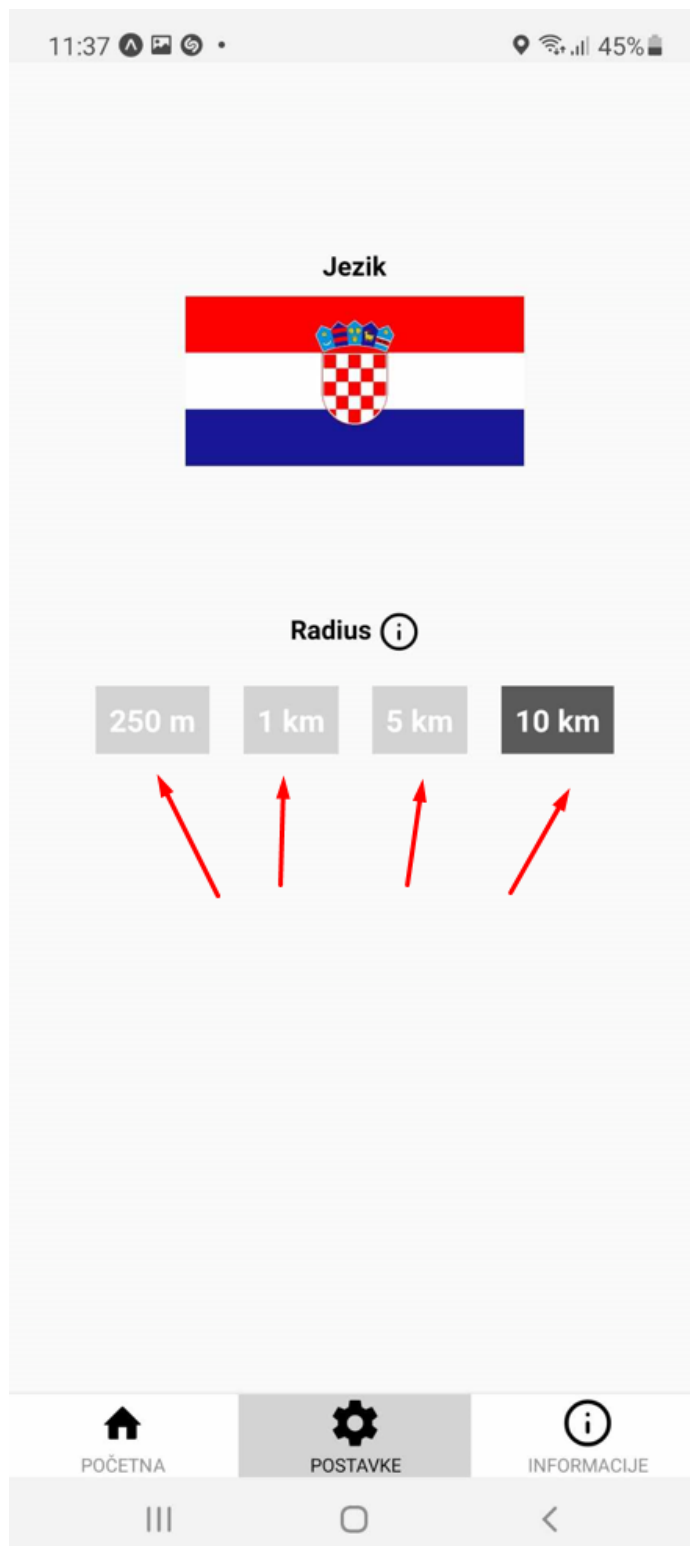 11:37 45%
Jezik
Radius
250 m 1 km 5 km 10 km
POČETNA POSTAVKE INFORMACIJE